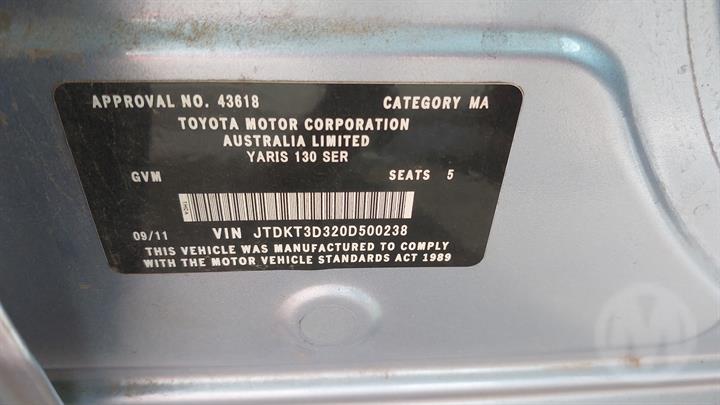 APPROVAL NO. 43618 CATEGORY MA
TOYOTA MOTOR CORPORATION
AUSTRALIA LIMITED
YARIS 130 SER
GVM SEATS 5
TMCA
09/11 VIN JTDKT3D320D500238
THIS VEHICLE WAS MANUFACTURED TO COMPLY
WITH THE MOTOR VEHICLE STANDARDS ACT 1989
M